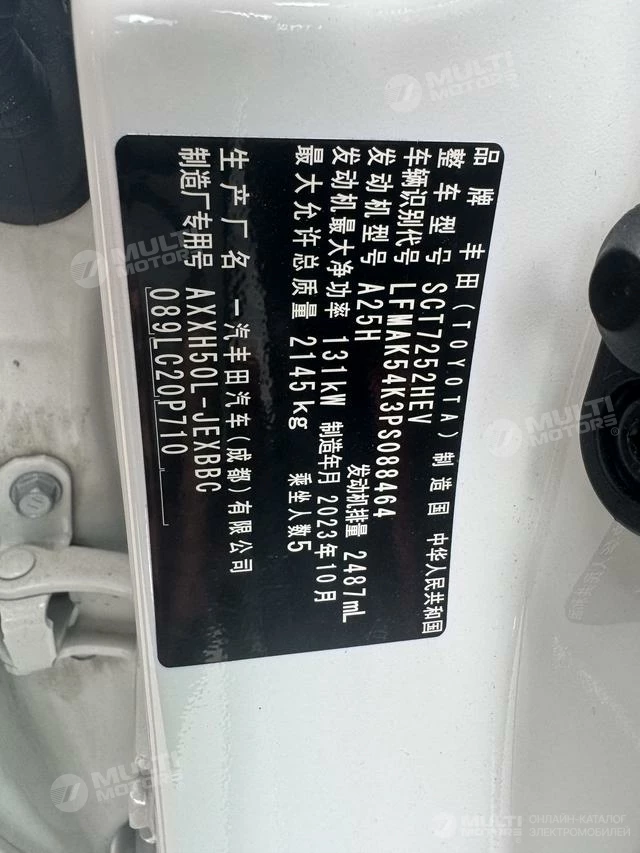 品牌 丰田(TOYOTA) 制造国 中华人民共和国
整车型号 SCT7252HEV
车辆识别代号 LFMAK54K3PS088464
发动机型号 A25H 发动机排量 2487mL
发动机最大净功率 131kW 制造年月 2023年10月
最大允许总质量 2145kg 乘坐人数5
生产厂名 一汽丰田汽车(成都)有限公司
制造厂专用号 AXXH50L-JEXBBC
089LC20P710
MULTI MOTORS
MULTI MOTORS
MULTI MOTORS
MULTI MOTORS
MULTI MOTORS
ОНЛАЙН-КАТАЛОГ
ЭЛЕКТРОМОБИЛЕЙ